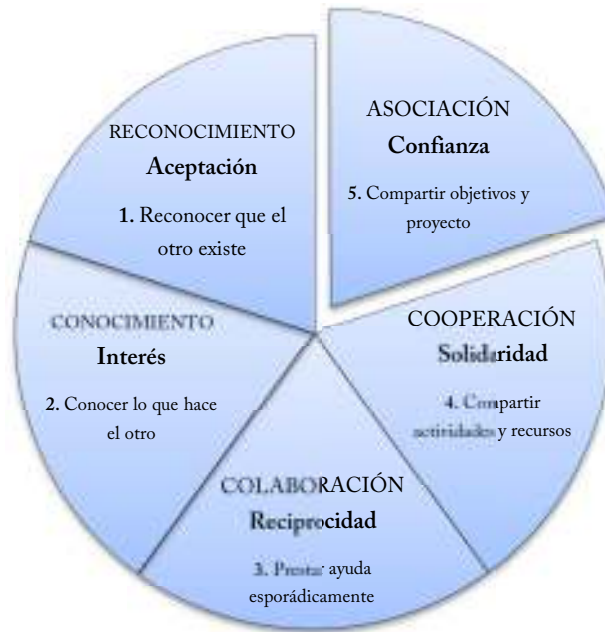 RECONOCIMIENTO
Aceptación
1. Reconocer que el
otro existe
CONOCIMIENTO
Interés
2. Conocer lo que hace
el otro
COLABORACIÓN
Reciprocidad
3. Prestar ayuda
esporádicamente
COOPERACIÓN
Solidaridad
4. Compartir
actividades y recursos
ASOCIACIÓN
Confianza
5. Compartir objetivos y
proyecto